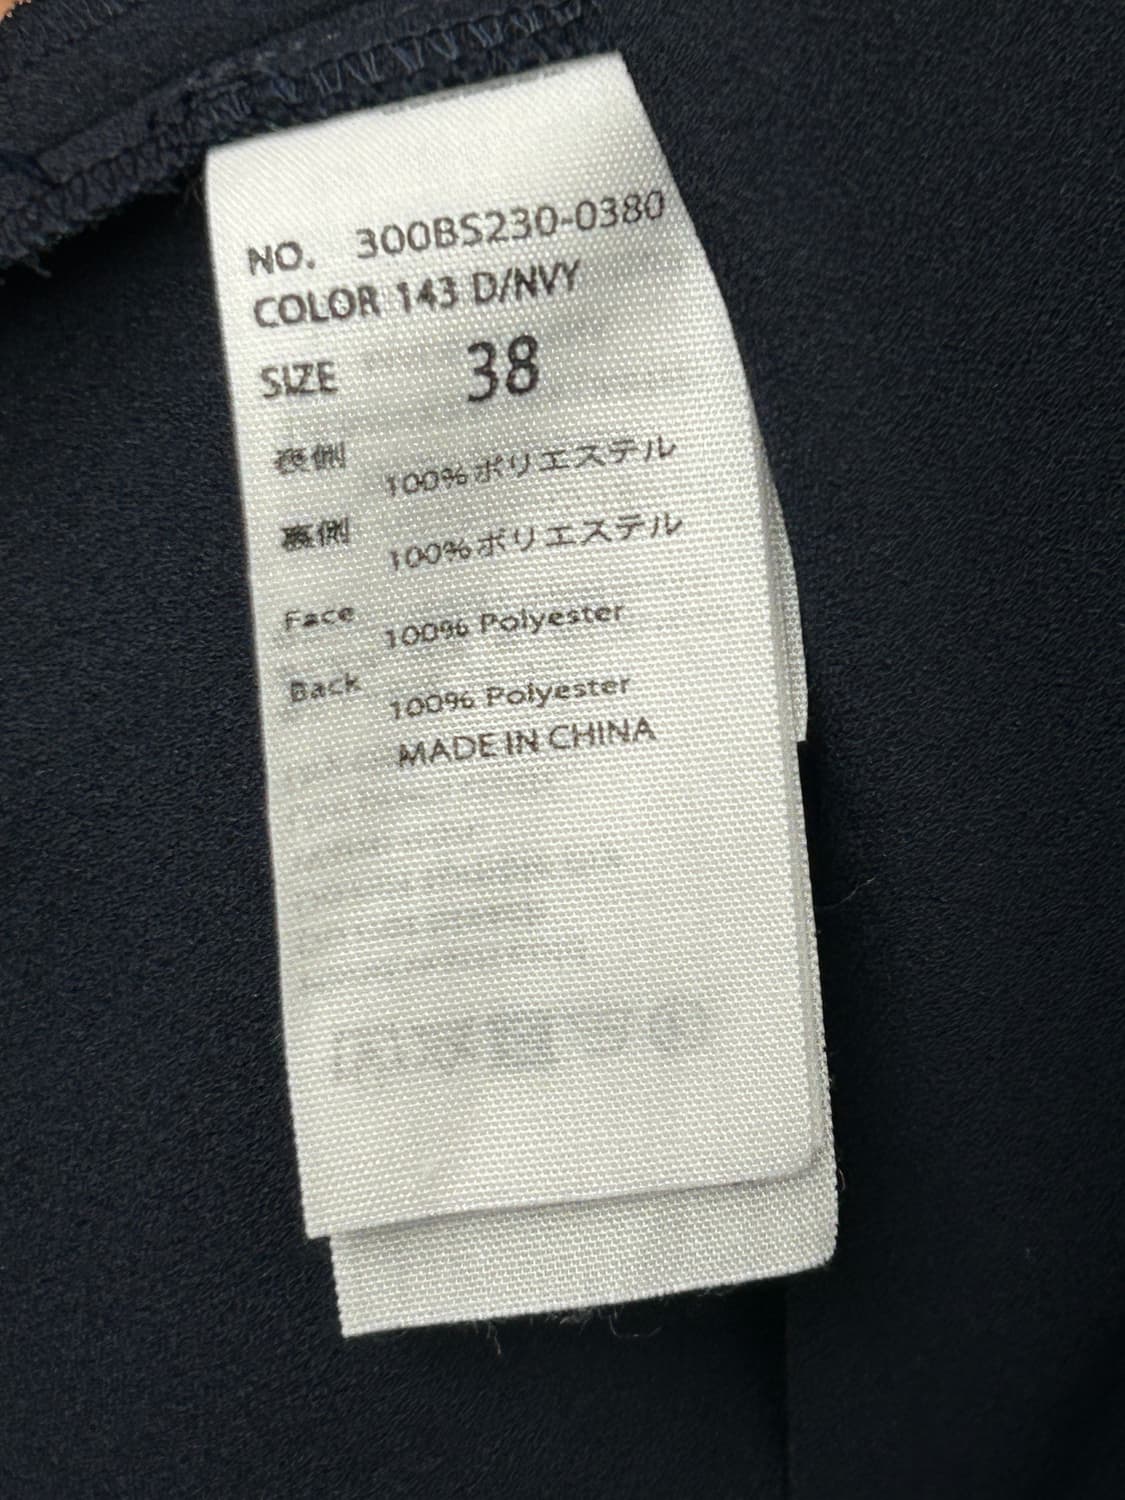 NO. 300BS230-0380
COLOR 143 D/NVY
SIZE 38
表側 100%ポリエステル
裏側 100%ポリエステル
Face 100% Polyester
Back 100% Polyester
MADE IN CHINA